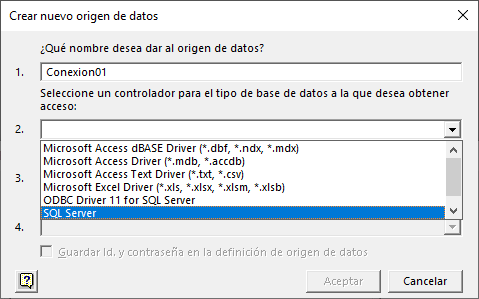 Crear nuevo origen de datos
¿Qué nombre desea dar al origen de datos?
1. Conexion01
Seleccione un controlador para el tipo de base de datos a la que desea obtener
acceso:
2.
Microsoft Access dBASE Driver (*.dbf, *.ndx, *.mdx)
Microsoft Access Driver (*.mdb, *.accdb)
3. Microsoft Access Text Driver (*.txt, *.csv)
Microsoft Excel Driver (*.xls, *.xlsx, *.xlsm, *.xlsb)
ODBC Driver 11 for SQL Server
SQL Server
4.
Guardar Id. y contraseña en la definición de origen de datos
?
Aceptar
Cancelar